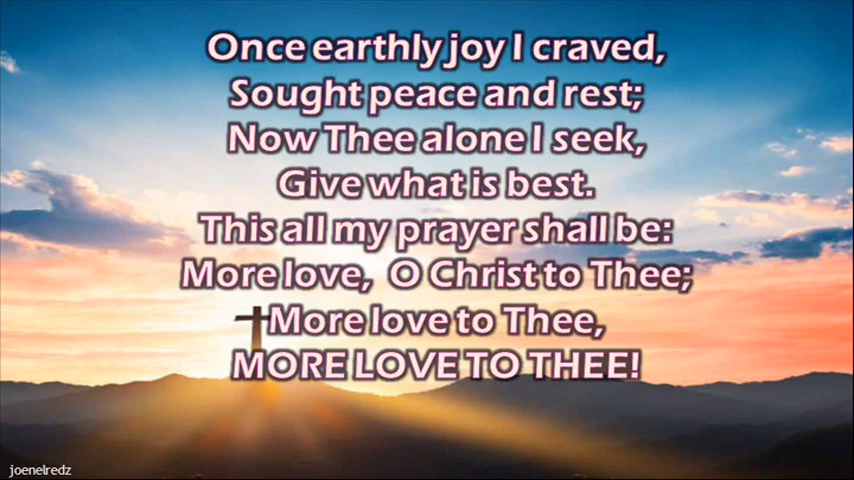 Once earthly joy I craved,
Sought peace and rest;
Now Thee alone I seek,
Give what is best.
This all my prayer shall be:
More love, O Christ to Thee;
More love to Thee,
MORE LOVE TO THEE!
joenelredz